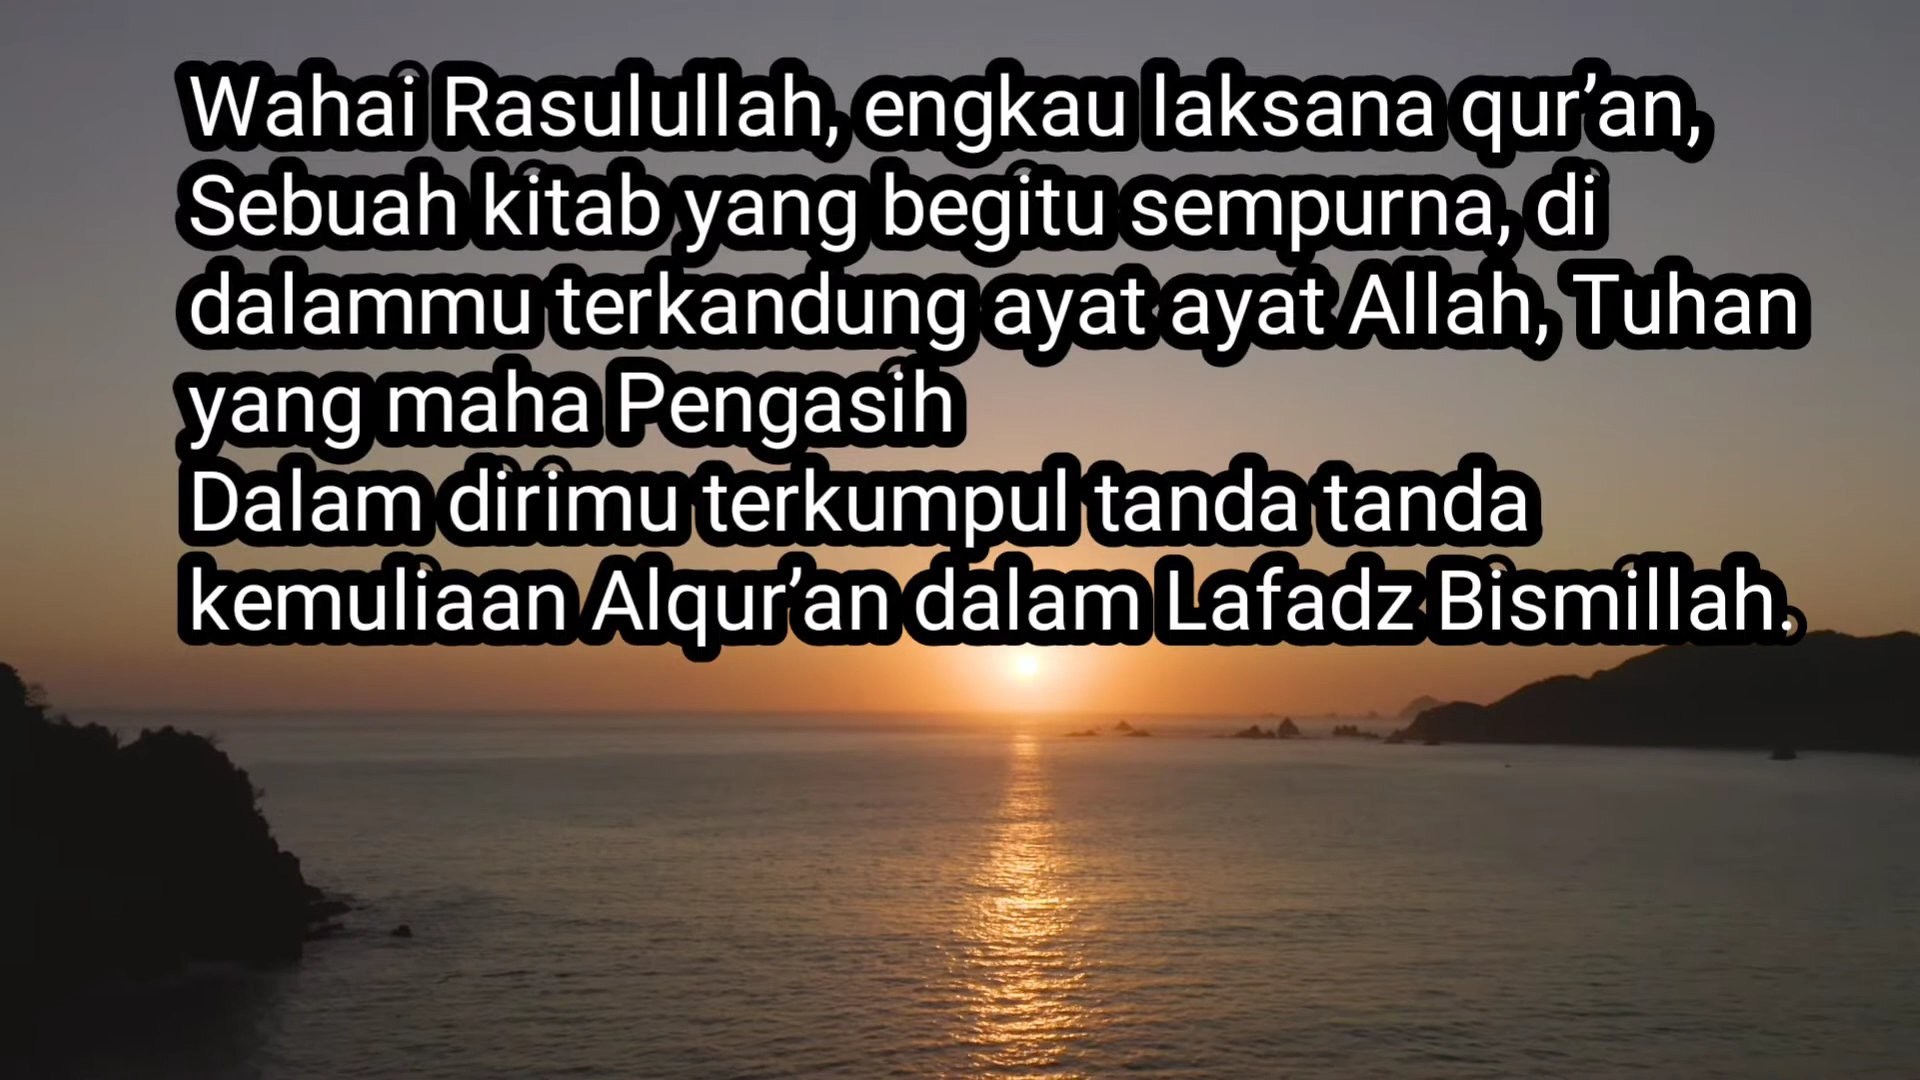 Wahai Rasulullah, engkau laksana qur’an,
Sebuah kitab yang begitu sempurna, di
dalammu terkandung ayat ayat Allah, Tuhan
yang maha Pengasih
Dalam dirimu terkumpul tanda tanda
kemuliaan Alqur’an dalam Lafadz Bismillah.